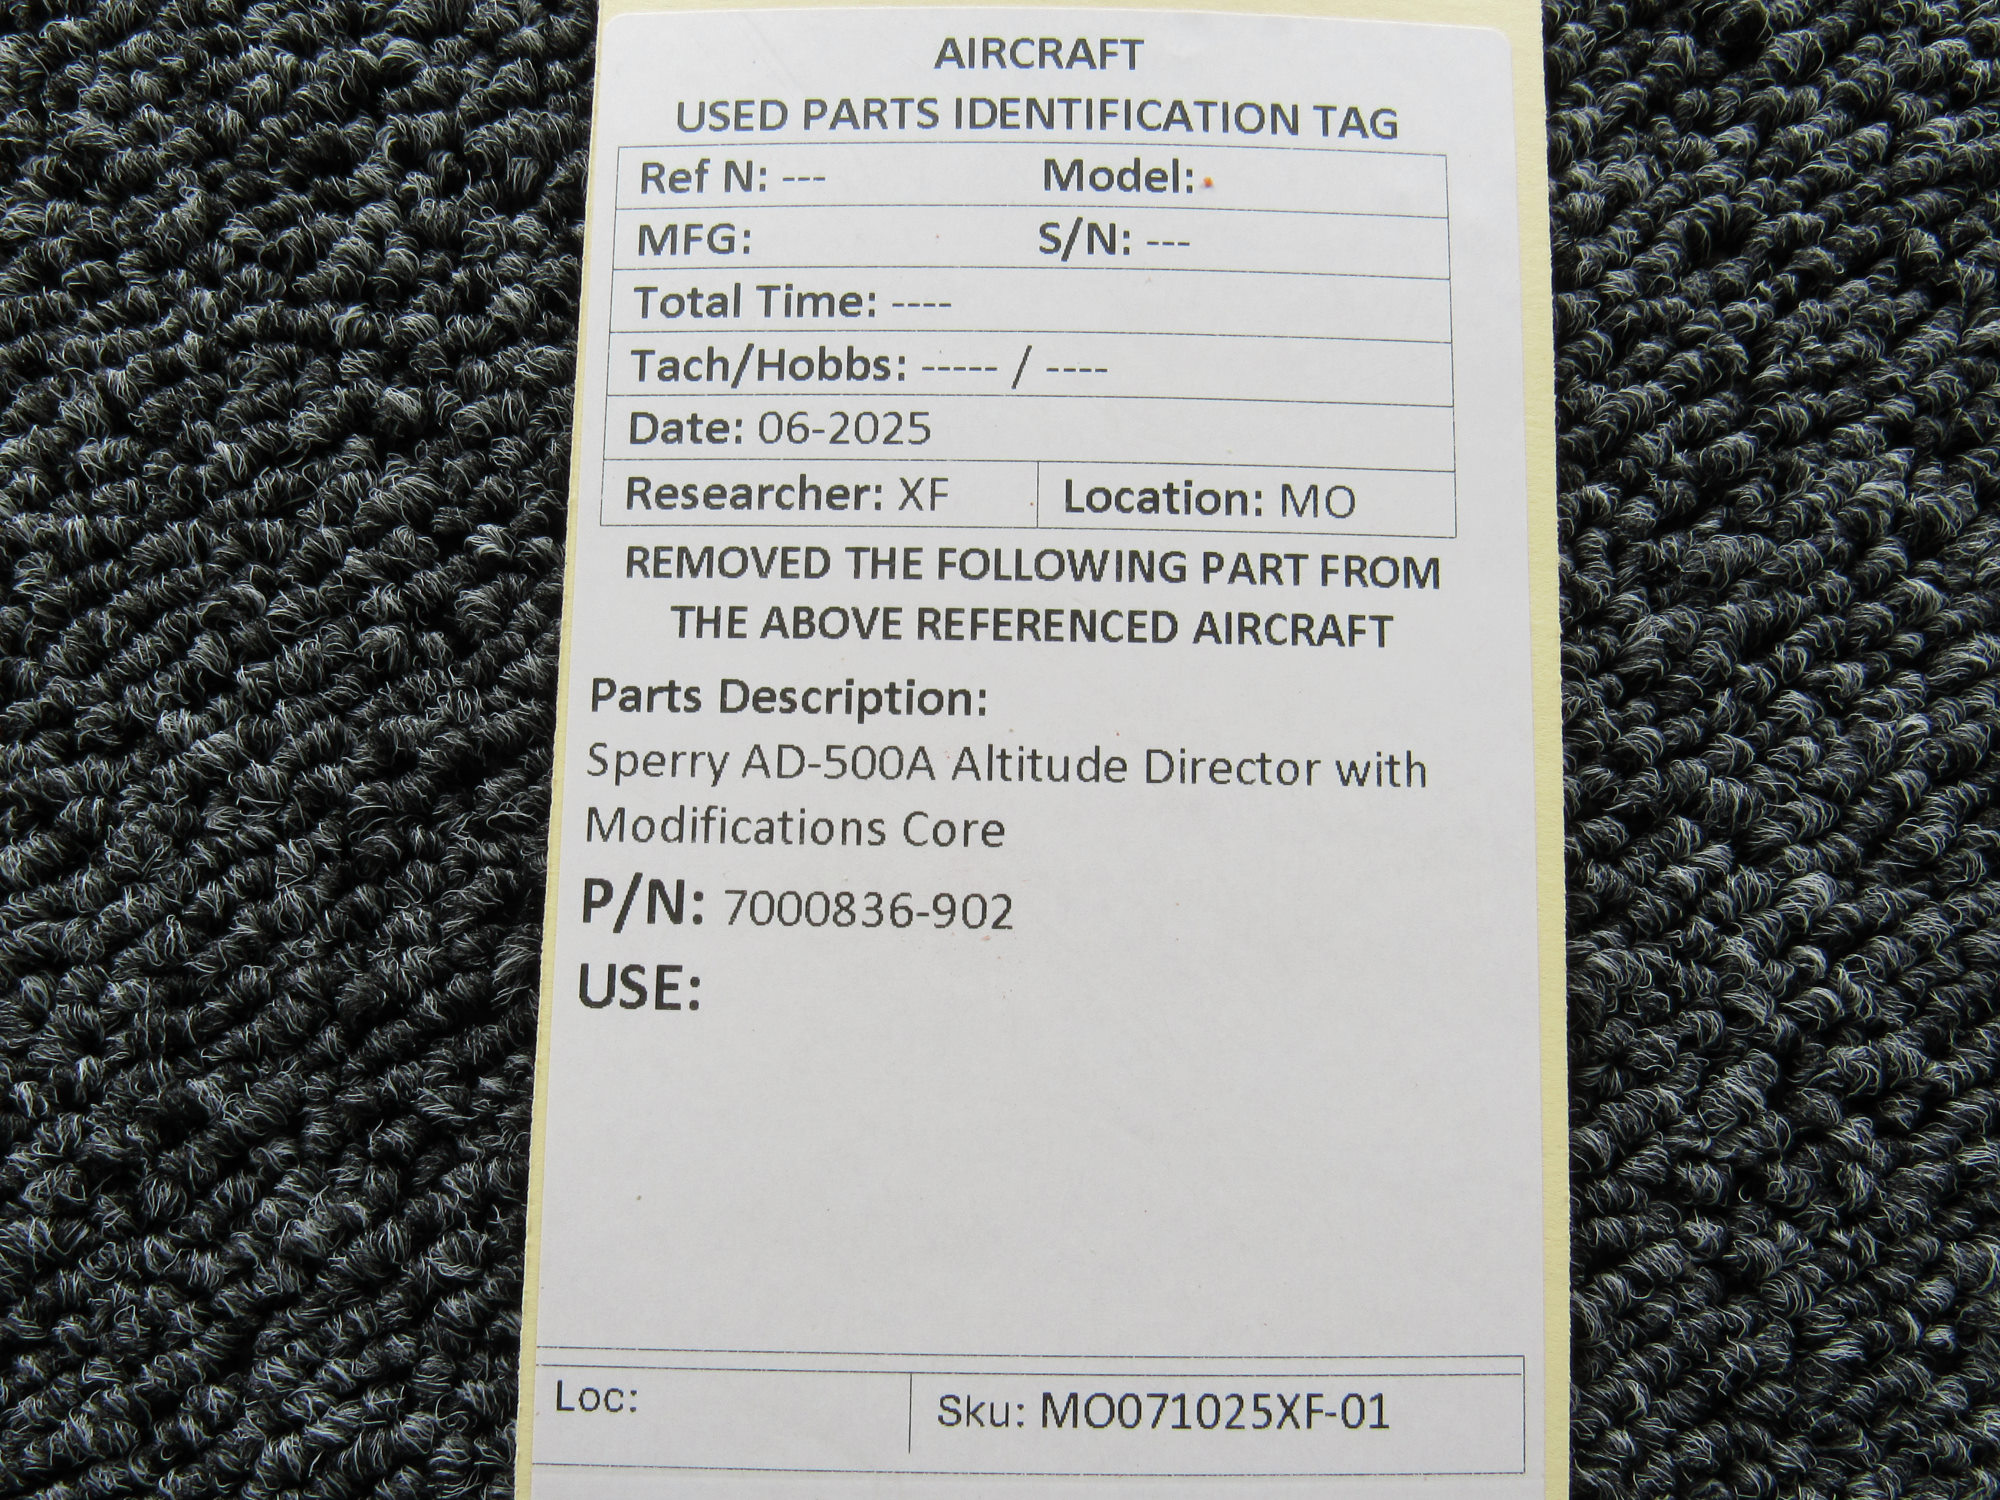 AIRCRAFT
USED PARTS IDENTIFICATION TAG
Ref N: --- Model:
MFG: S/N: ---
Total Time: ----
Tach/Hobbs: ----- / ----
Date: 06-2025
Researcher: XF Location: MO
REMOVED THE FOLLOWING PART FROM
THE ABOVE REFERENCED AIRCRAFT
Parts Description:
Sperry AD-500A Altitude Director with
Modifications Core
P/N: 7000836-902
USE:
Loc: Sku: MO071025XF-01